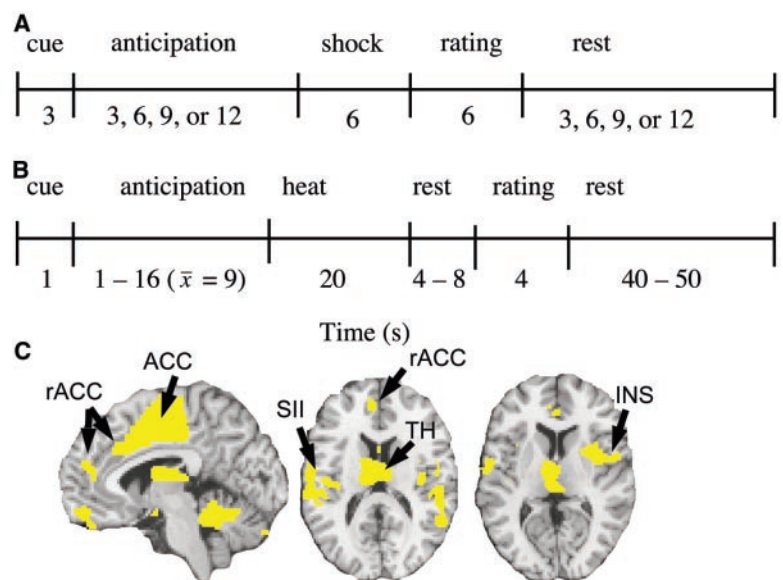 A
cue anticipation shock rating rest
3 3, 6, 9, or 12 6 6 3, 6, 9, or 12
B
cue anticipation heat rest rating rest
1 1 – 16 ( x̄ = 9) 20 4 – 8 4 40 – 50
Time (s)
C
rACC ACC rACC
SII TH INS